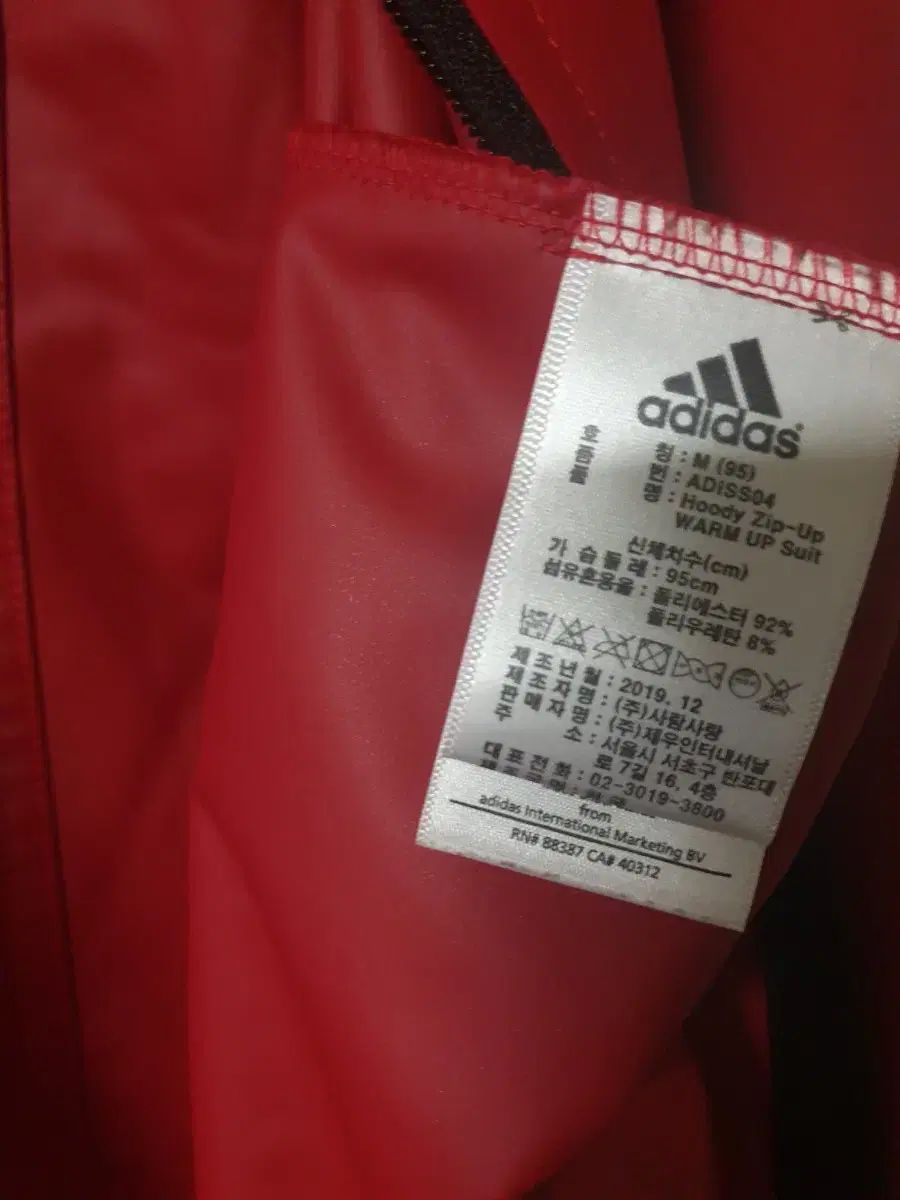 adidas
호칭 : M (95)
품번 : ADISS04
품명 : Hoody Zip-Up
WARM UP Suit
신체치수(cm)
가슴둘레 : 95cm
섬유혼용율 : 폴리에스터 92%
폴리우레탄 8%
제조년월 : 2019. 12
제조자명 : (주)사람사랑
판매자명 : (주)제우인터내셔날
주 소 : 서울시 서초구 반포대
로 7길 16, 4층
대표전화 : 02-3019-3800
from
adidas International Marketing BV
RN# 88387 CA# 40312